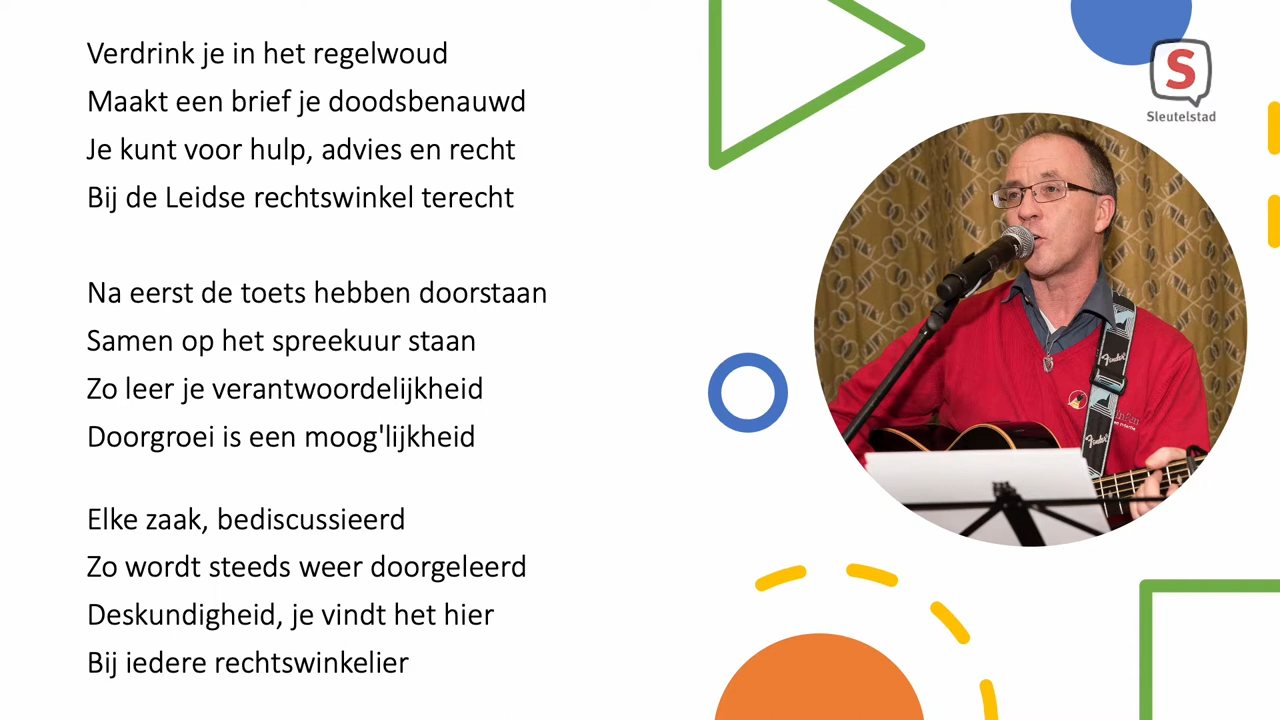 Verdrink je in het regelwoud
Maakt een brief je doodsbenauwd
Je kunt voor hulp, advies en recht
Bij de Leidse rechtswinkel terecht
Na eerst de toets hebben doorstaan
Samen op het spreekuur staan
Zo leer je verantwoordelijkheid
Doorgroei is een moog'lijkheid
Elke zaak, bediscussieerd
Zo wordt steeds weer doorgeleerd
Deskundigheid, je vindt het hier
Bij iedere rechtswinkelier
S
Sleutelstad
Fender
Fender